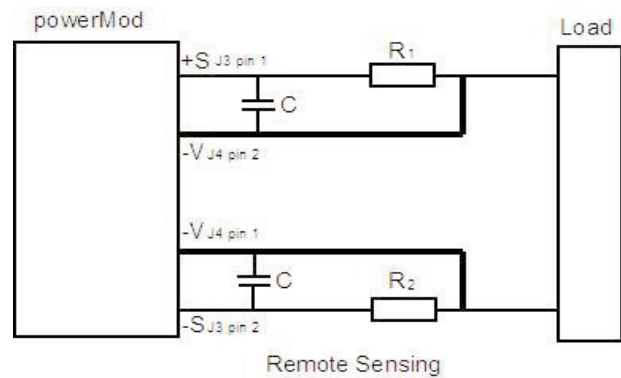 powerMod
Load
+S J3 pin 1
R1
C
-V J4 pin 2
-V J4 pin 1
C
R2
-S J3 pin 2
Remote Sensing